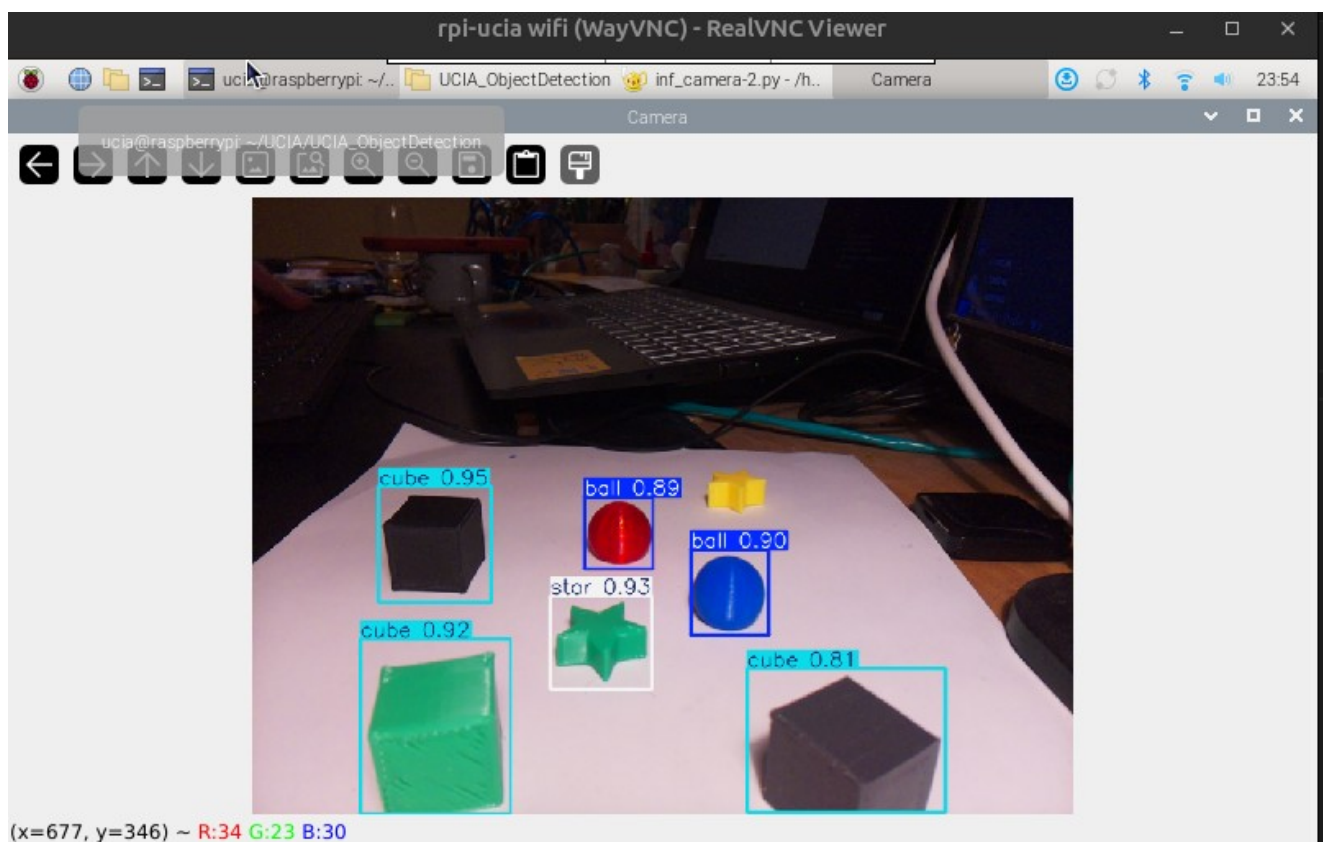 rpi-ucia wifi (WayVNC) - RealVNC Viewer
ucia@raspberrypi: ~/.. UCIA_ObjectDetection inf_camera-2.py - /h.. Camera 23:54
Camera
ucia@raspberrypi: ~/UCIA/UCIA_ObjectDetection
cube 0.95
ball 0.89
ball 0.90
star 0.93
cube 0.92
cube 0.81
(x=677, y=346) ~ R:34 G:23 B:30